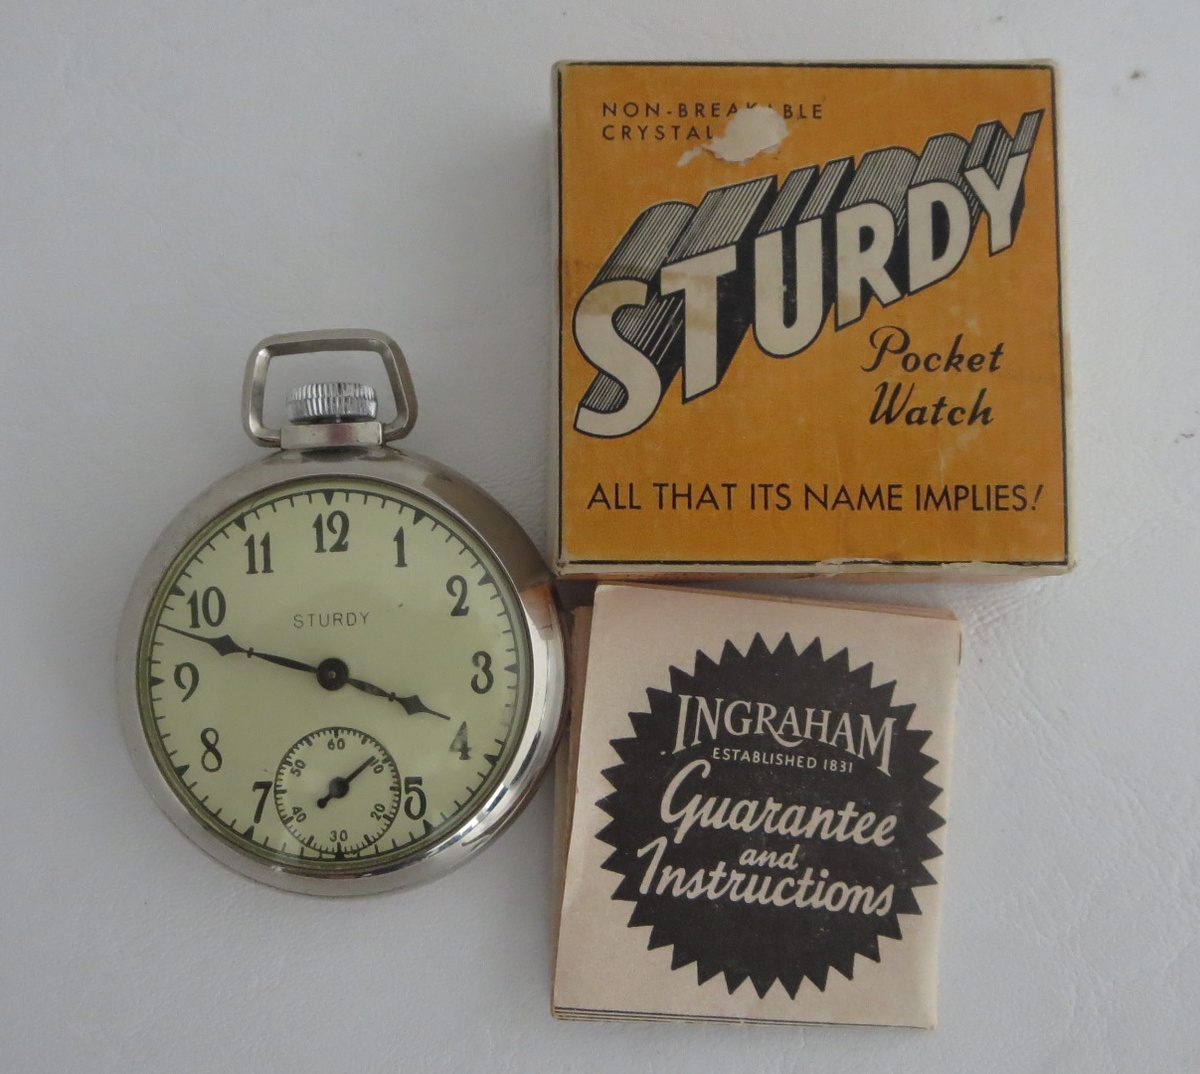 NON-BREAKABLE
CRYSTAL
STURDY
Pocket
Watch
ALL THAT ITS NAME IMPLIES!
12
1
2
3
4
5
7
8
9
10
11
STURDY
60
10
20
30
40
50
INGRAHAM
ESTABLISHED 1831
Guarantee
and
Instructions